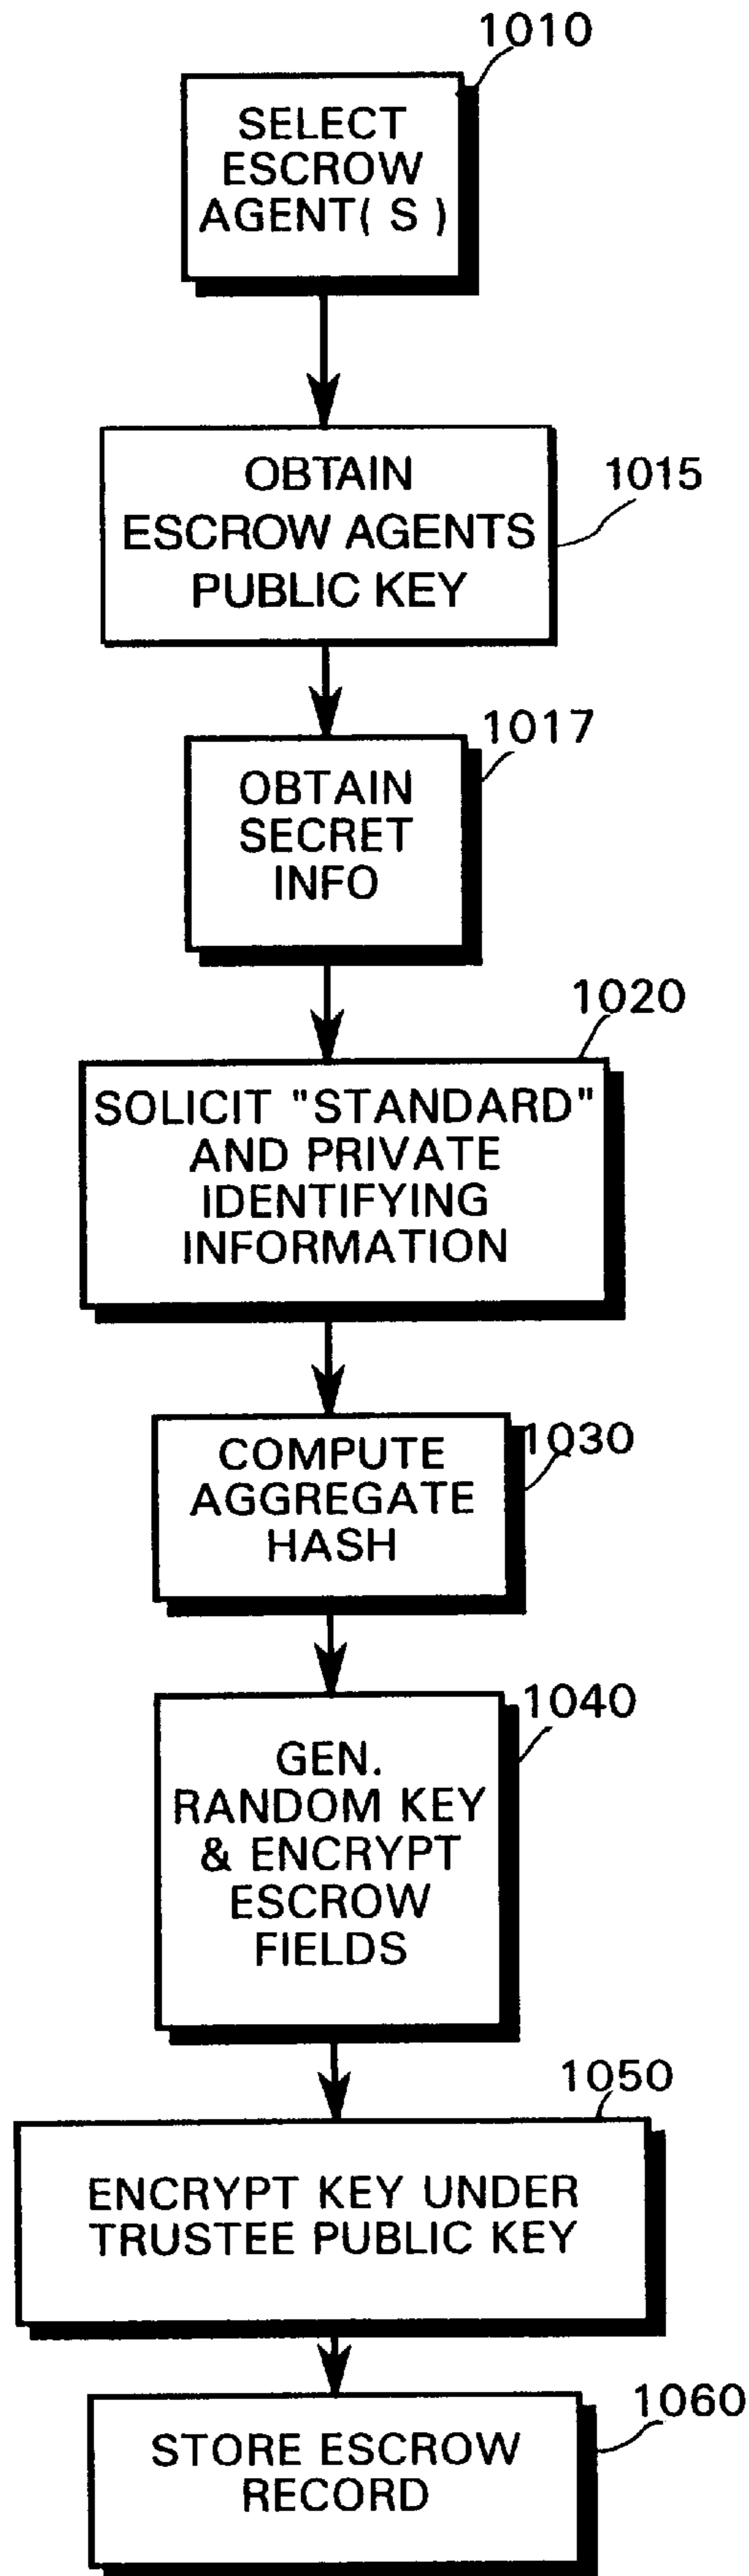 1010
SELECT
ESCROW
AGENT( S )
OBTAIN
ESCROW AGENTS
PUBLIC KEY
1015
1017
OBTAIN
SECRET
INFO
1020
SOLICIT "STANDARD"
AND PRIVATE
IDENTIFYING
INFORMATION
1030
COMPUTE
AGGREGATE
HASH
1040
GEN.
RANDOM KEY
& ENCRYPT
ESCROW
FIELDS
1050
ENCRYPT KEY UNDER
TRUSTEE PUBLIC KEY
1060
STORE ESCROW
RECORD